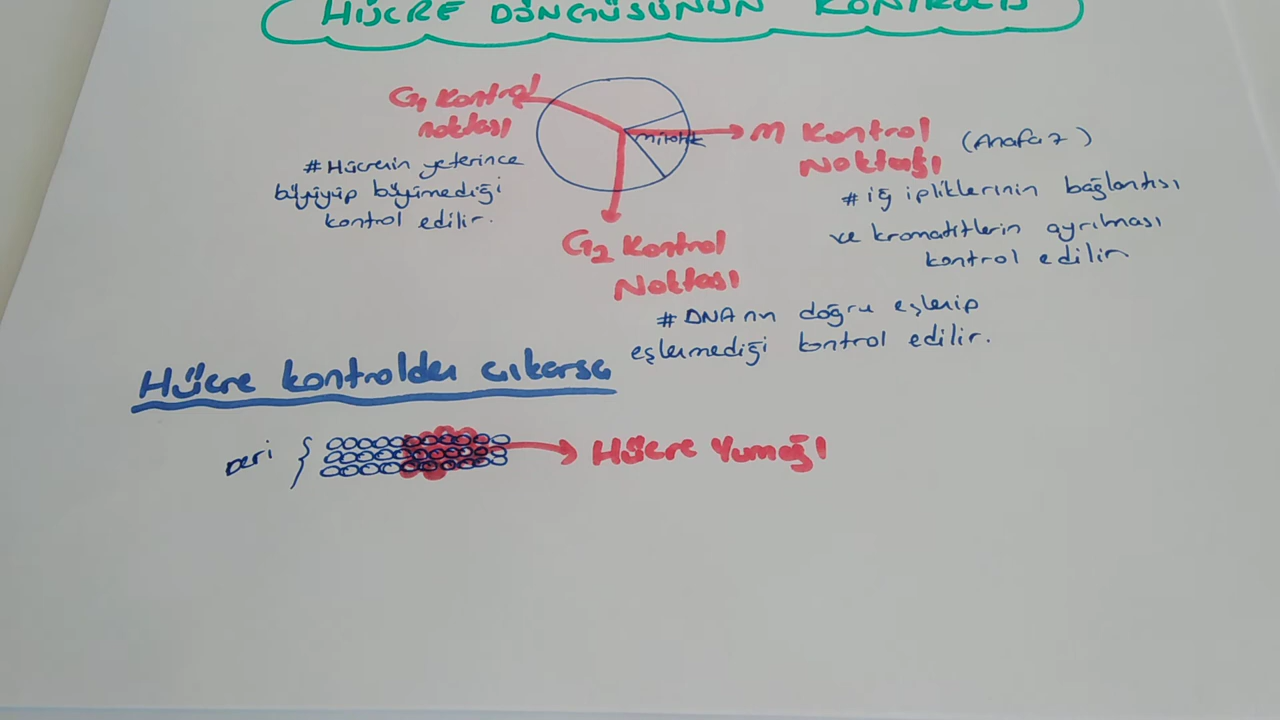 HÜCRE DÖNGÜSÜNÜN KONTROLÜ
G1 Kontrol
noktası
#Hücrenin yeterince
büyüyüp büyümediği
kontrol edilir.
mitotik
M Kontrol
Noktası
(Anafaz)
#iğ ipliklerinin bağlantısı
ve kromatitlerin ayrılması
kontrol edilir
G2 Kontrol
Noktası
#DNA nın doğru eşlenip
eşlenmediği kontrol edilir.
Hücre kontrolden çıkarsa
Deri
Hücre Yumağı